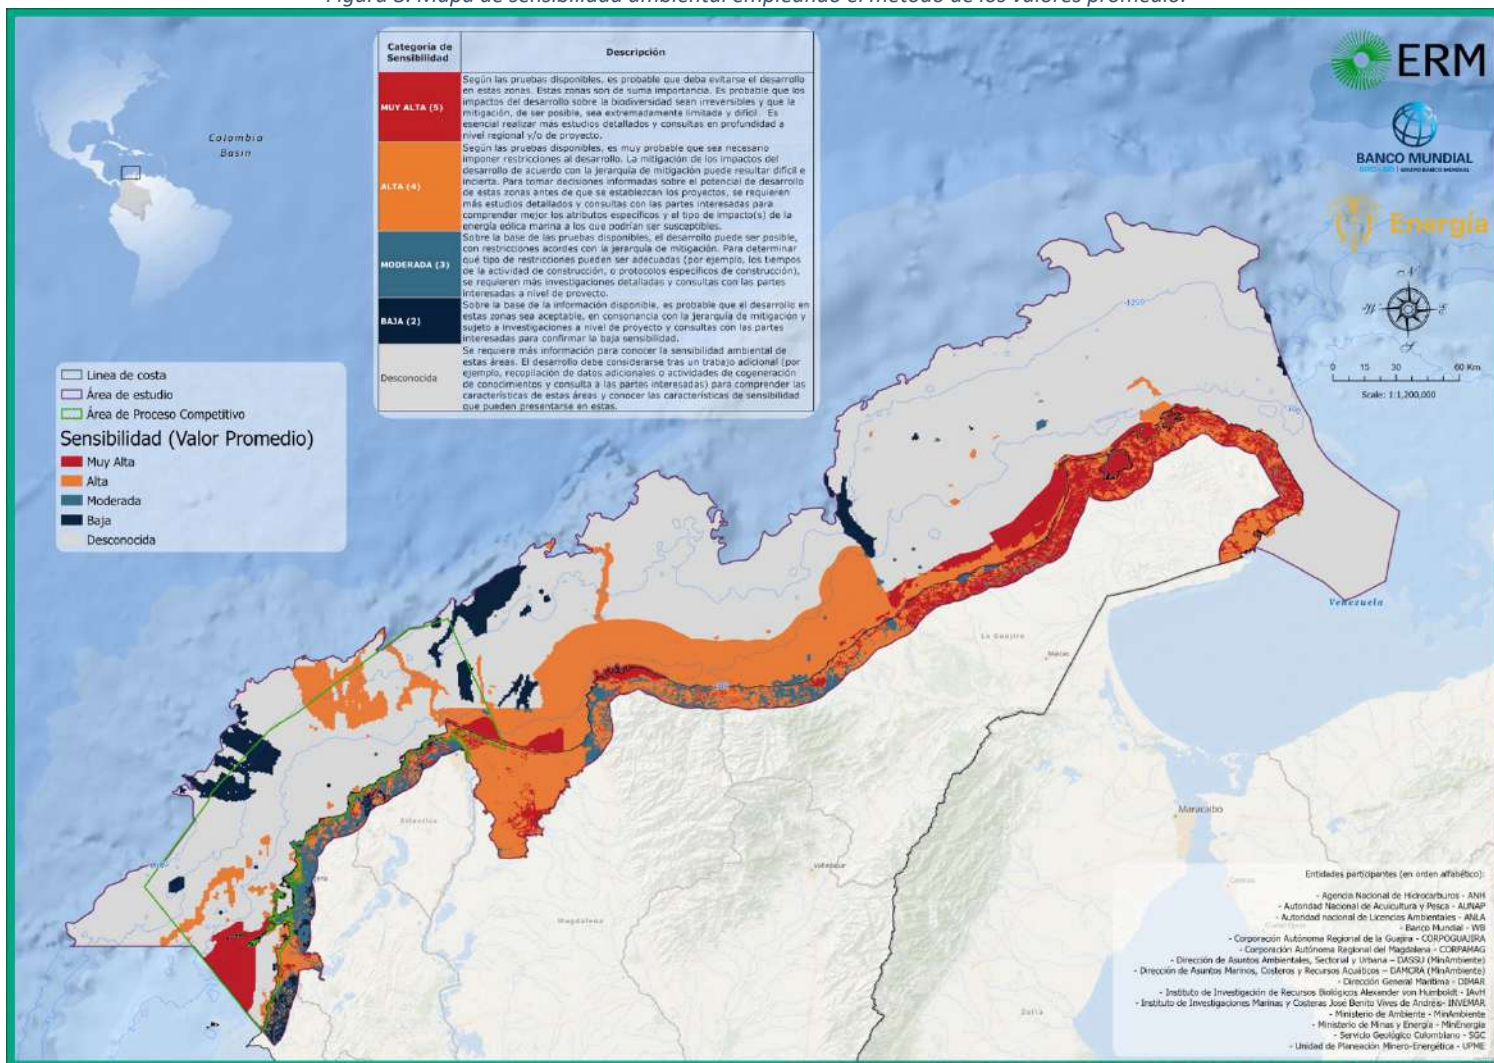 Figura 8. Mapa de sensibilidad ambiental empleando el método de los valores promedio.
Colombia
Basin
Categoría de
Sensibilidad
Descripción
MUY ALTA (5)
Según las pruebas disponibles, es probable que deba evitarse el desarrollo
en estas zonas. Estas zonas son de suma importancia. Es probable que los
impactos del desarrollo sobre la biodiversidad sean irreversibles y que la
mitigación, de ser posible, sea extremadamente limitada y difícil. Es
esencial realizar más estudios detallados y consultas en profundidad a
nivel regional y/o de proyecto.
ALTA (4)
Según las pruebas disponibles, es muy probable que sea necesario
imponer restricciones al desarrollo. La mitigación de los impactos del
desarrollo de acuerdo con la jerarquía de mitigación puede resultar difícil e
incierta. Para tomar decisiones informadas sobre el potencial de desarrollo
de estas zonas antes de que se establezcan los proyectos, se requieren
más estudios detallados y consultas con las partes interesadas para
comprender mejor los atributos específicos y el tipo de impacto(s) de la
energía eólica marina a los que podrían ser susceptibles.
MODERADA (3)
Sobre la base de las pruebas disponibles, el desarrollo puede ser posible,
con restricciones acordes con la jerarquía de mitigación. Para determinar
qué tipo de restricciones pueden ser adecuadas (por ejemplo, los tiempos
de la actividad de construcción, o protocolos específicos de construcción),
se requieren más investigaciones detalladas y consultas con las partes
interesadas a nivel de proyecto.
BAJA (2)
Sobre la base de la información disponible, es probable que el desarrollo en
estas zonas sea aceptable, en consonancia con la jerarquía de mitigación y
sujeto a investigaciones a nivel de proyecto y consultas con las partes
interesadas para confirmar la baja sensibilidad.
Desconocida
Se requiere más información para conocer la sensibilidad ambiental de
estas áreas. El desarrollo debe considerarse tras un trabajo adicional (por
ejemplo, recopilación de datos adicionales o actividades de cogeneración
de conocimientos y consulta a las partes interesadas) para comprender las
características de estas áreas y conocer las características de sensibilidad
que pueden presentarse en estas.
ERM
BANCO MUNDIAL
BIRD - AIF | GRUPO BANCO MUNDIAL
Energía
N
W
E
S
0 15 30 60 Km
Scale: 1:1,200,000
Linea de costa
Área de estudio
Área de Proceso Competitivo
Sensibilidad (Valor Promedio)
Muy Alta
Alta
Moderada
Baja
Desconocida
Venezuela
La Guajira
Maicao
Maracaibo
Atlántico
Magdalena
Valledupar
Zulia
Entidades participantes (en orden alfabético):
- Agencia Nacional de Hidrocarburos - ANH
- Autoridad Nacional de Acuicultura y Pesca - AUNAP
- Autoridad nacional de Licencias Ambientales - ANLA
- Banco Mundial - WB
- Corporación Autónoma Regional de la Guajira - CORPOGUAJIRA
- Corporación Autónoma Regional del Magdalena - CORPAMAG
- Dirección de Asuntos Ambientales, Sectorial y Urbana – DASSU (MinAmbiente)
- Dirección de Asuntos Marinos, Costeros y Recursos Acuáticos – DAMCRA (MinAmbiente)
- Dirección General Marítima - DIMAR
- Instituto de Investigación de Recursos Biológicos Alexander von Humboldt - IAvH
- Instituto de Investigaciones Marinas y Costeras José Benito Vives de Andréis- INVEMAR
- Ministerio de Ambiente - MinAmbiente
- Ministerio de Minas y Energía - MinEnergía
- Servicio Geológico Colombiano - SGC
- Unidad de Planeación Minero-Energética - UPME